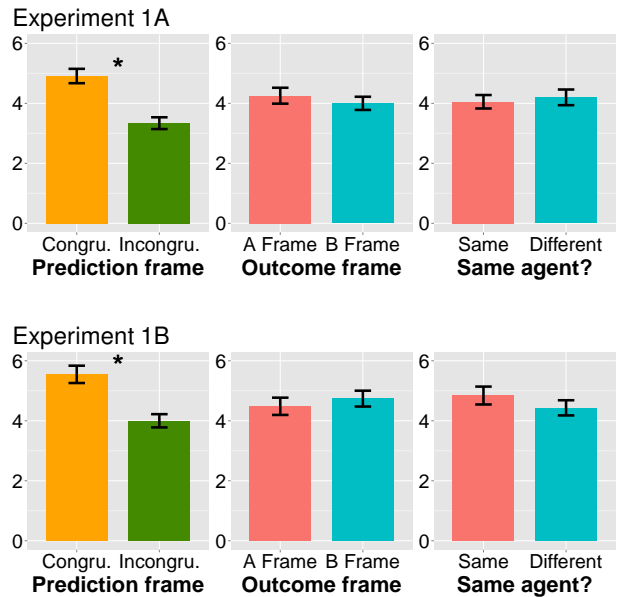 Experiment 1A
6
4
2
0
*
Congru. Incongru.
Prediction frame
6
4
2
0
A Frame B Frame
Outcome frame
6
4
2
0
Same Different
Same agent?
Experiment 1B
6
4
2
0
*
Congru. Incongru.
Prediction frame
6
4
2
0
A Frame B Frame
Outcome frame
6
4
2
0
Same Different
Same agent?